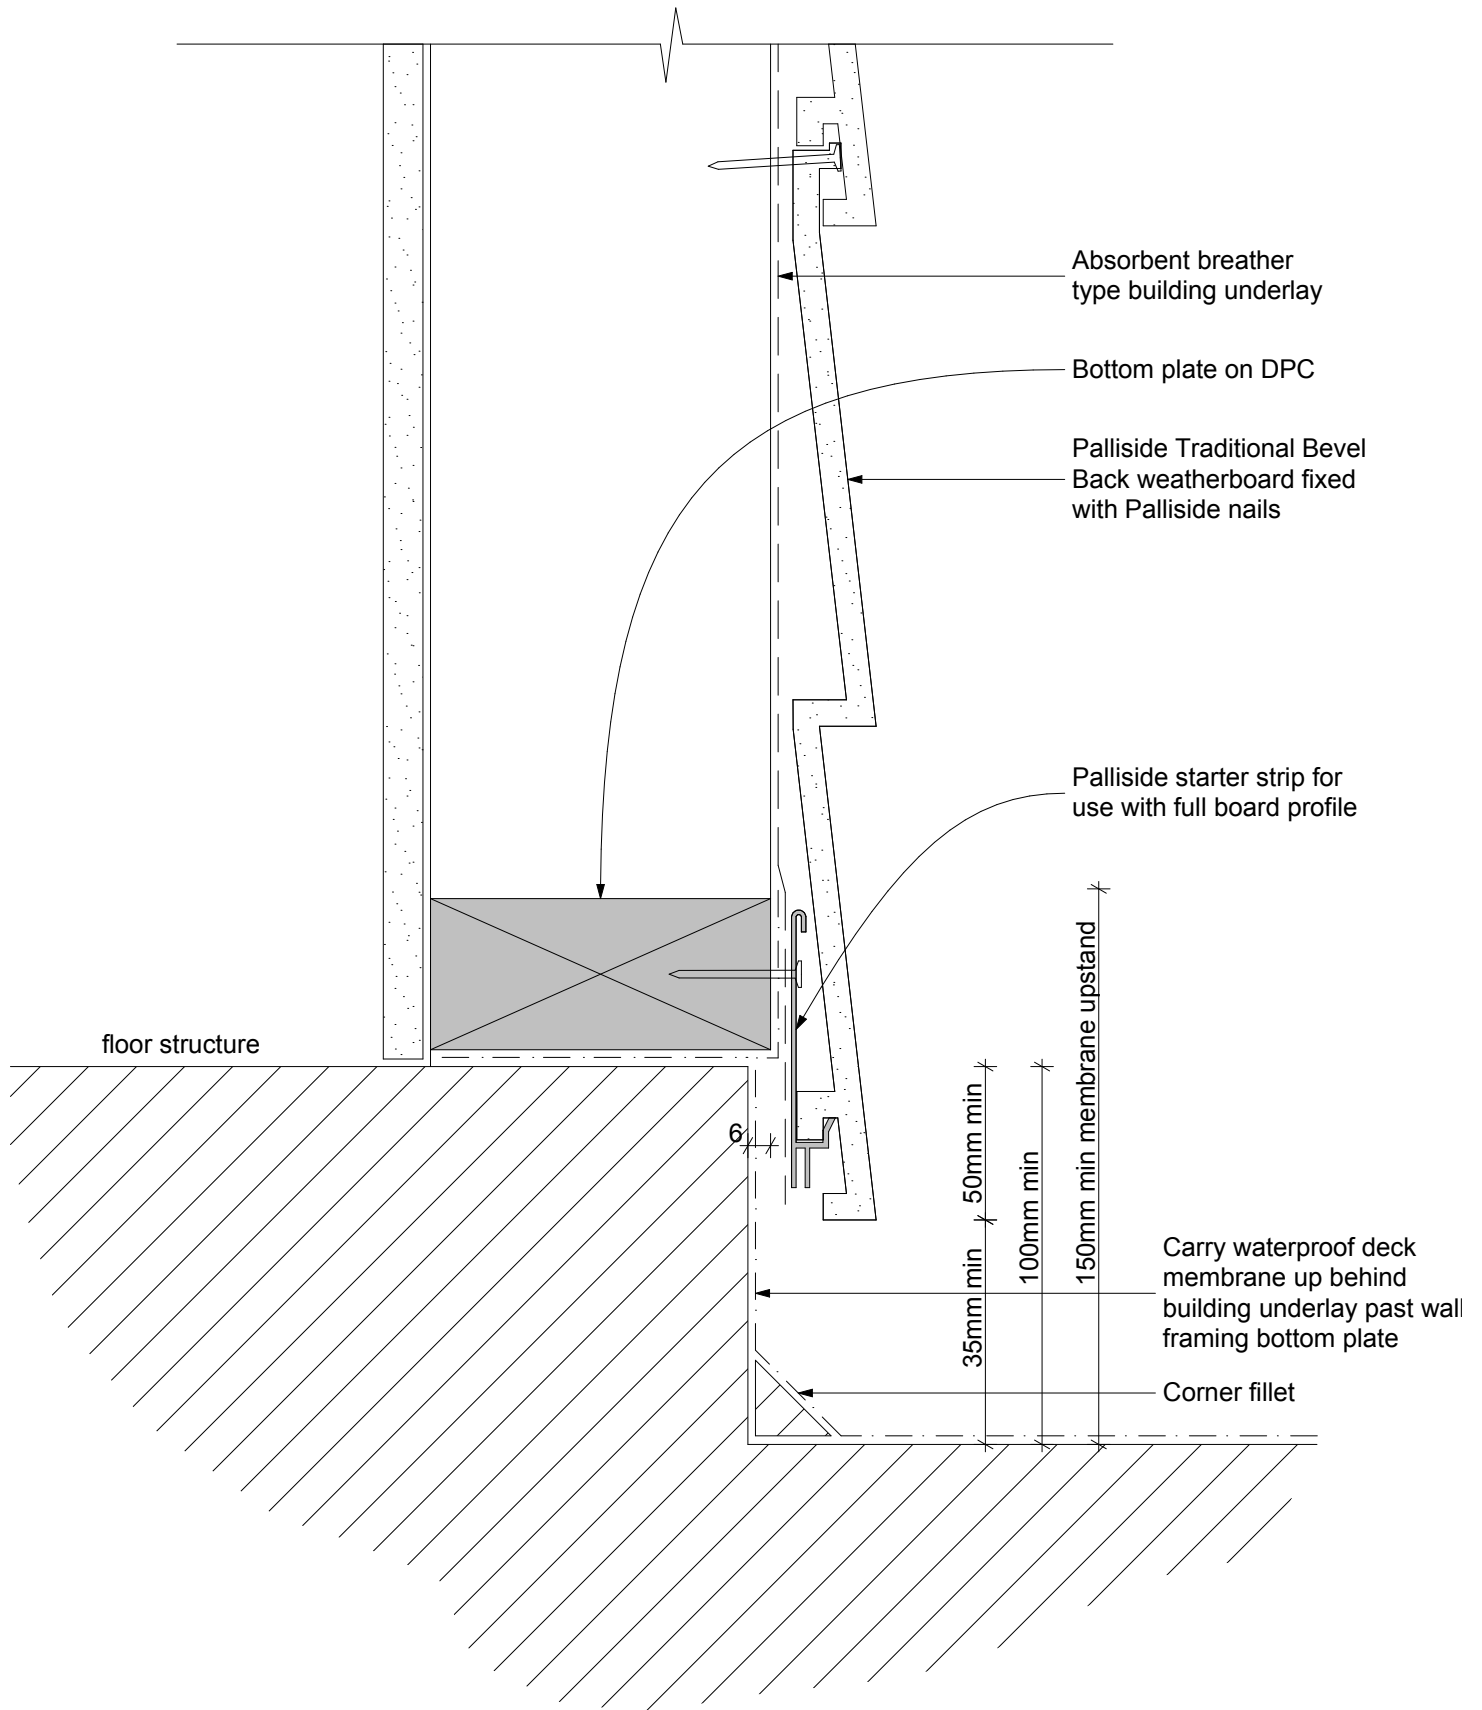 Absorbent breather
type building underlay
Bottom plate on DPC
Palliside Traditional Bevel
Back weatherboard fixed
with Palliside nails
Palliside starter strip for
use with full board profile
floor structure
6
50mm min
35mm min
100mm min
150mm min membrane upstand
Carry waterproof deck
membrane up behind
building underlay past wall
framing bottom plate
Corner fillet